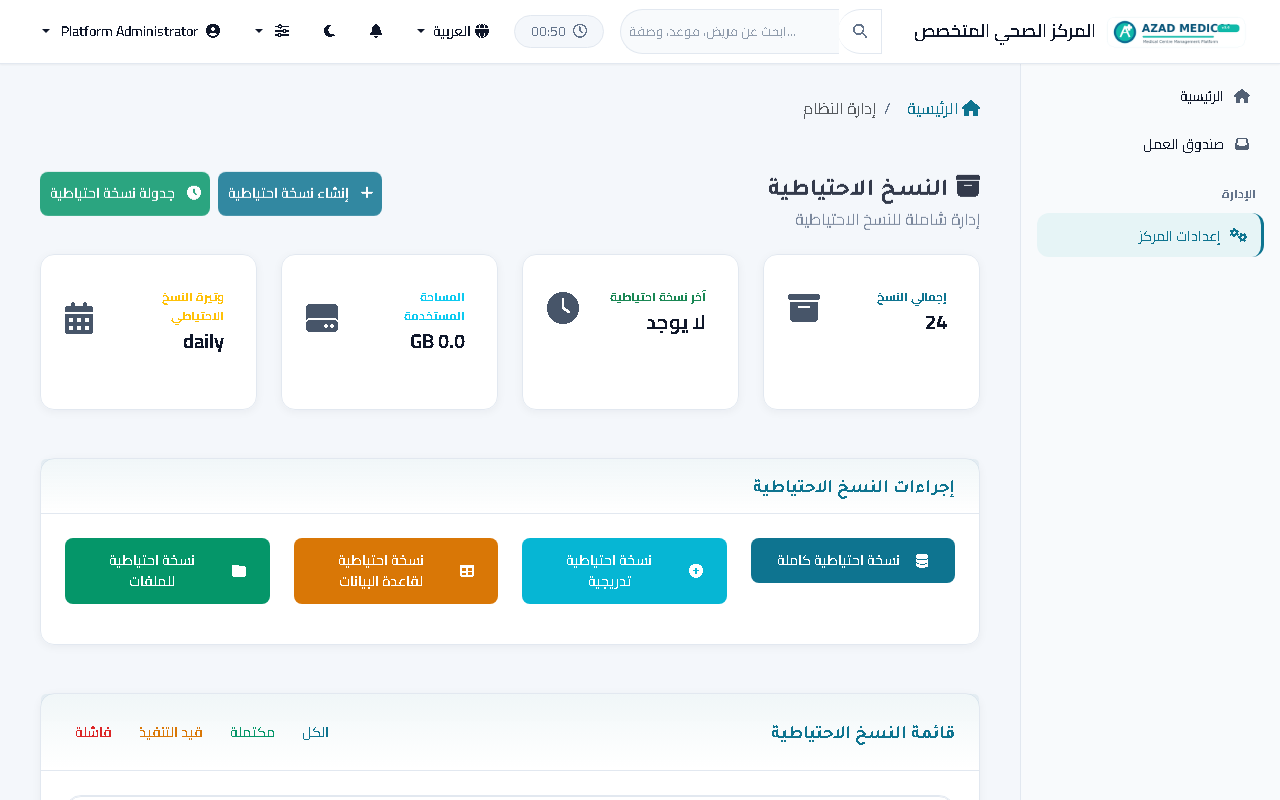 AZAD MEDIC
Medical Centre Management Platform
المركز الصحي المتخصص
ابحث عن مريض، موعد، وصفة...
00:50
العربية
Platform Administrator
الرئيسية
صندوق العمل
الإدارة
إعدادات المركز
الرئيسية / إدارة النظام
النسخ الاحتياطية
إدارة شاملة للنسخ الاحتياطية
إنشاء نسخة احتياطية
جدولة نسخة احتياطية
إجمالي النسخ
24
آخر نسخة احتياطية
لا يوجد
المساحة
المستخدمة
0.0 GB
وتيرة النسخ
الاحتياطي
daily
إجراءات النسخ الاحتياطية
نسخة احتياطية كاملة
نسخة احتياطية
تدريجية
نسخة احتياطية
لقاعدة البيانات
نسخة احتياطية
للملفات
قائمة النسخ الاحتياطية
الكل
مكتملة
قيد التنفيذ
فاشلة